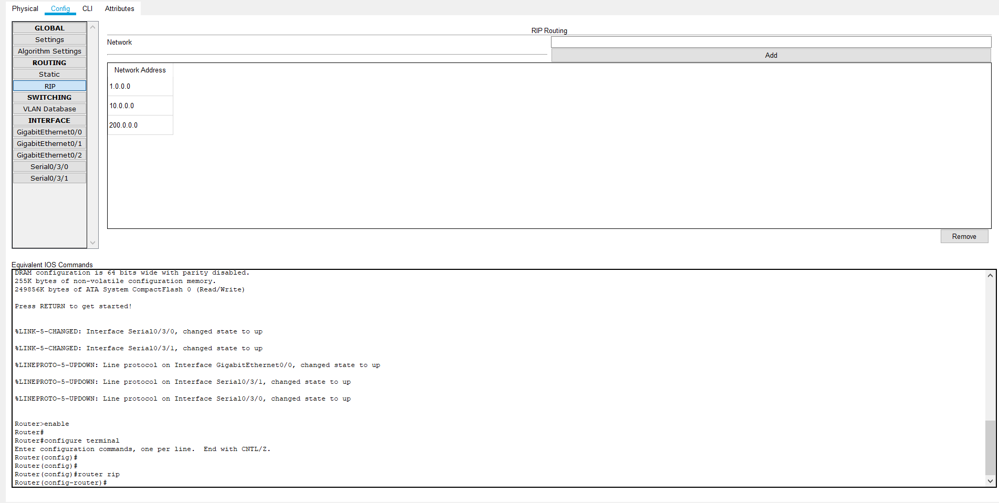 Physical Config CLI Attributes
GLOBAL
Settings
Algorithm Settings
ROUTING
Static
RIP
SWITCHING
VLAN Database
INTERFACE
GigabitEthernet0/0
GigabitEthernet0/1
GigabitEthernet0/2
Serial0/3/0
Serial0/3/1
RIP Routing
Network
Add
Network Address
1.0.0.0
10.0.0.0
200.0.0.0
Remove
Equivalent IOS Commands
DRAM configuration is 64 bits wide with parity disabled.
255K bytes of non-volatile configuration memory.
249856K bytes of ATA System CompactFlash 0 (Read/Write)
Press RETURN to get started!
%LINK-5-CHANGED: Interface Serial0/3/0, changed state to up
%LINK-5-CHANGED: Interface Serial0/3/1, changed state to up
%LINEPROTO-5-UPDOWN: Line protocol on Interface GigabitEthernet0/0, changed state to up
%LINEPROTO-5-UPDOWN: Line protocol on Interface Serial0/3/1, changed state to up
%LINEPROTO-5-UPDOWN: Line protocol on Interface Serial0/3/0, changed state to up
Router>enable
Router#
Router#configure terminal
Enter configuration commands, one per line.  End with CNTL/Z.
Router(config)#
Router(config)#
Router(config)#router rip
Router(config-router)#